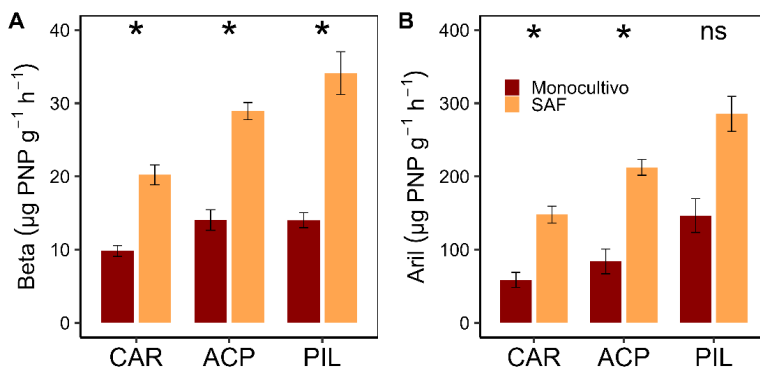 A
Beta (µg PNP g⁻¹ h⁻¹)
40
30
20
10
0
* * *
CAR ACP PIL
B
Aril (µg PNP g⁻¹ h⁻¹)
400
300
200
100
0
* * ns
Monocultivo
SAF
CAR ACP PIL